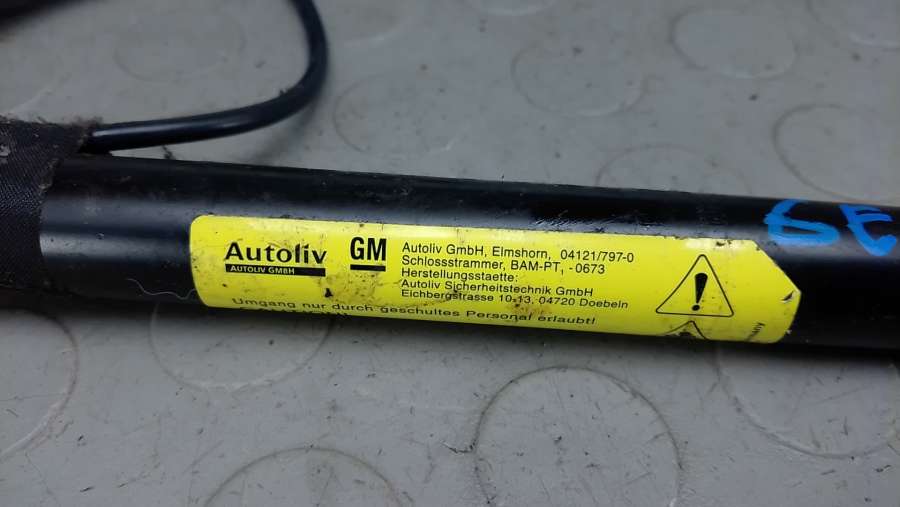 Autoliv
AUTOLIV GMBH
GM
Autoliv GmbH, Elmshorn, 04121/797-0
Schlossstrammer, BAM-PT, -0673
Herstellungsstaette:
Autoliv Sicherheitstechnik GmbH
Eichbergstrasse 10-13, 04720 Doebeln
Umgang nur durch geschultes Personal erlaubt!
!